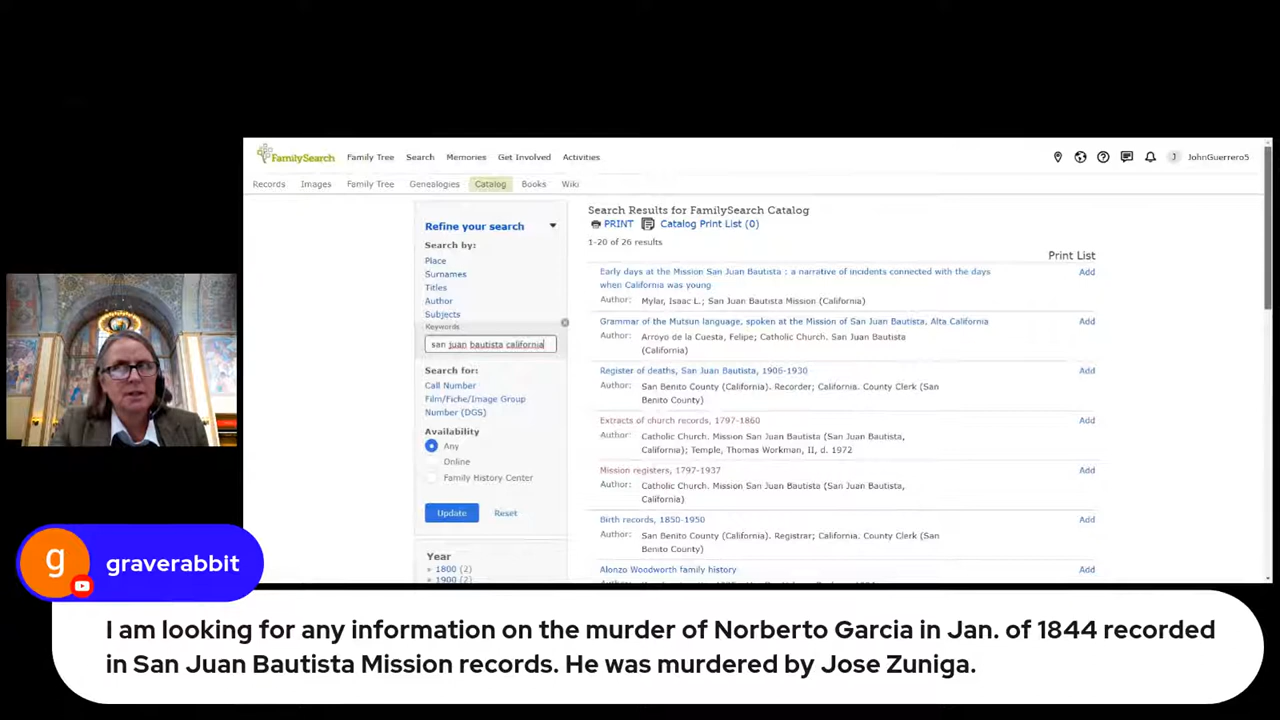 FamilySearch Family Tree Search Memories Get Involved Activities JohnGuerrero5
Records Images Family Tree Genealogies Catalog Books Wiki
Refine your search
Search by:
Place
Surnames
Titles
Author
Subjects
Keywords
san juan bautista california
Search for:
Call Number
Film/Fiche/Image Group
Number (DGS)
Availability
Any
Online
Family History Center
Update Reset
Year
1800 (2)
1900 (2)
Search Results for FamilySearch Catalog
PRINT Catalog Print List (0)
1-20 of 26 results
Print List
Early days at the Mission San Juan Bautista : a narrative of incidents connected with the days Add
when California was young
Author: Mylar, Isaac L.; San Juan Bautista Mission (California)
Grammar of the Mutsun language, spoken at the Mission of San Juan Bautista, Alta California Add
Author: Arroyo de la Cuesta, Felipe; Catholic Church. San Juan Bautista
(California)
Register of deaths, San Juan Bautista, 1906-1930 Add
Author: San Benito County (California). Recorder; California. County Clerk (San
Benito County)
Extracts of church records, 1797-1860 Add
Author: Catholic Church. Mission San Juan Bautista (San Juan Bautista,
California); Temple, Thomas Workman, II, d. 1972
Mission registers, 1797-1937 Add
Author: Catholic Church. Mission San Juan Bautista (San Juan Bautista,
California)
Birth records, 1850-1950 Add
Author: San Benito County (California). Registrar; California. County Clerk (San
Benito County)
Alonzo Woodworth family history Add
g graverabbit
I am looking for any information on the murder of Norberto Garcia in Jan. of 1844 recorded
in San Juan Bautista Mission records. He was murdered by Jose Zuniga.